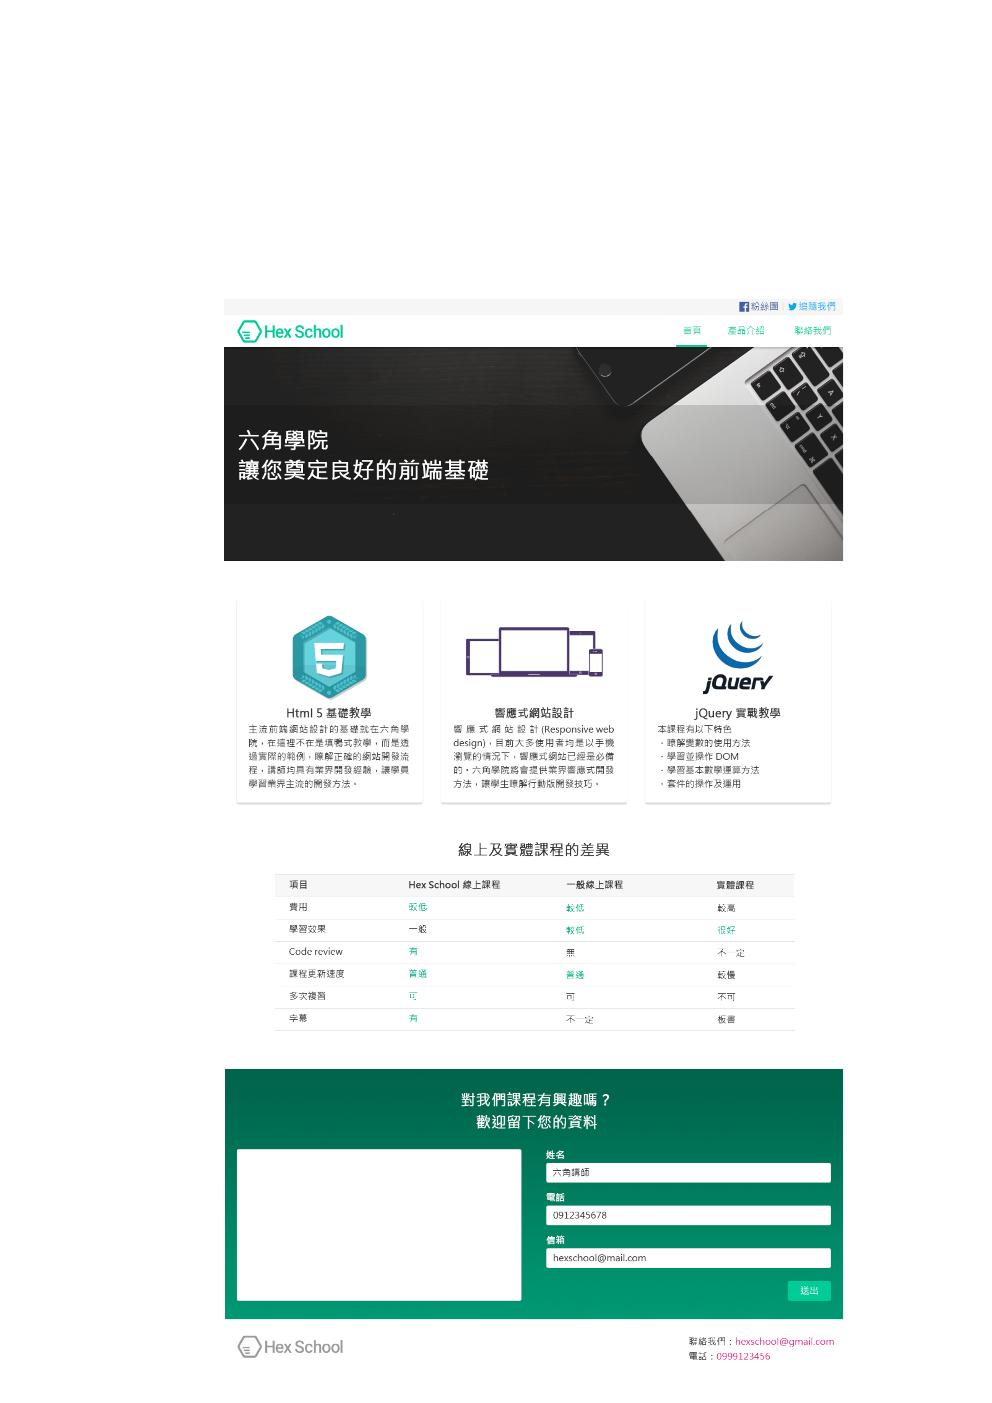 粉絲團 追隨我們
Hex School 首頁 產品介紹 聯絡我們
六角學院
讓您奠定良好的前端基礎
Html 5 基礎教學
主流前端網站設計的基礎就在六角學
院，在這裡不在是填鴨式教學，而是透
過實際的範例，瞭解正確的網站開發流
程，講師均具有業界開發經驗，讓學員
學習業界主流的開發方法。
響應式網站設計
響應式網站設計(Responsive web
design)，目前大多使用者均是以手機
瀏覽的情況下，響應式網站已經是必備
的。六角學院將會提供業界響應式開發
方法，讓學生瞭解行動版開發技巧。
jQuery
jQuery 實戰教學
本課程有以下特色
．瞭解變數的使用方法
．學習並操作 DOM
．學習基本數學運算方法
．套件的操作及運用
線上及實體課程的差異
項目 Hex School 線上課程 一般線上課程 實體課程
費用 較低 較低 較高
學習效果 一般 較低 很好
Code review 有 無 不一定
課程更新速度 普通 普通 較慢
多次複習 可 可 不可
字幕 有 不一定 板書
對我們課程有興趣嗎？
歡迎留下您的資料
姓名
六角講師
電話
0912345678
信箱
hexschool@mail.com
送出
Hex School
聯絡我們：hexschool@gmail.com
電話：0999123456